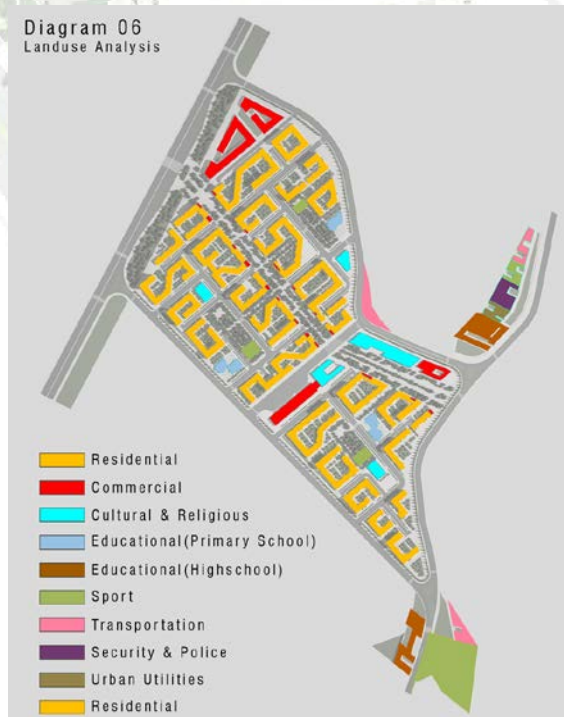 Diagram 06
Landuse Analysis
Residential
Commercial
Cultural & Religious
Educational(Primary School)
Educational(Highschool)
Sport
Transportation
Security & Police
Urban Utilities
Residential